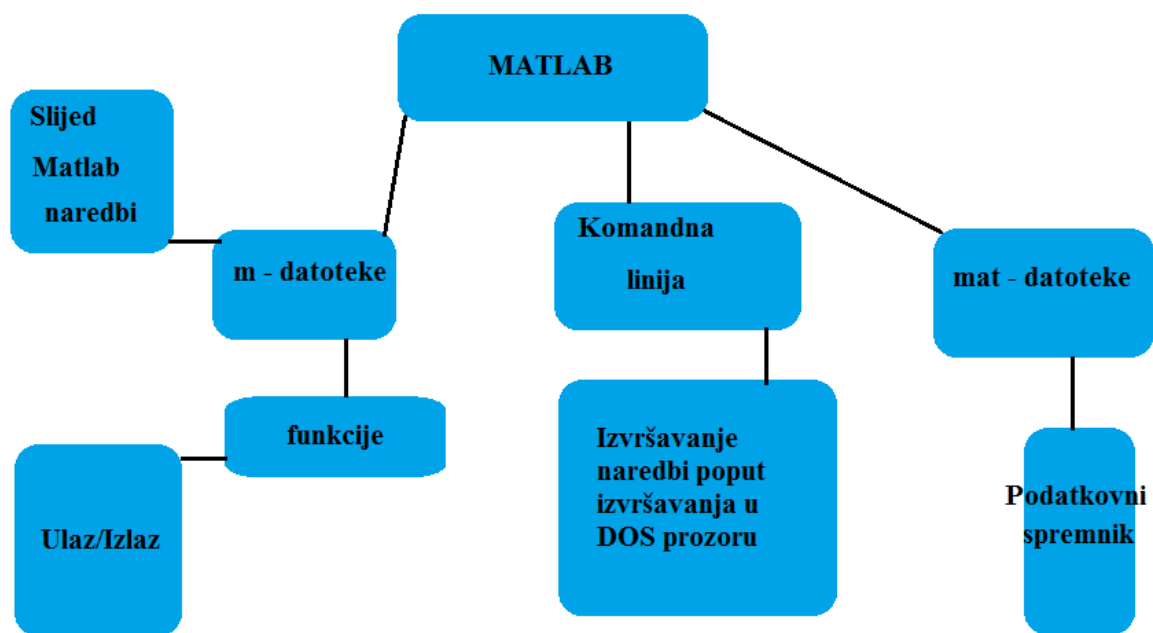 MATLAB
Slijed
Matlab
naredbi
m - datoteke
Komandna
linija
mat - datoteke
funkcije
Ulaz/Izlaz
Izvršavanje
naredbi poput
izvršavanja u
DOS prozoru
Podatkovni
spremnik